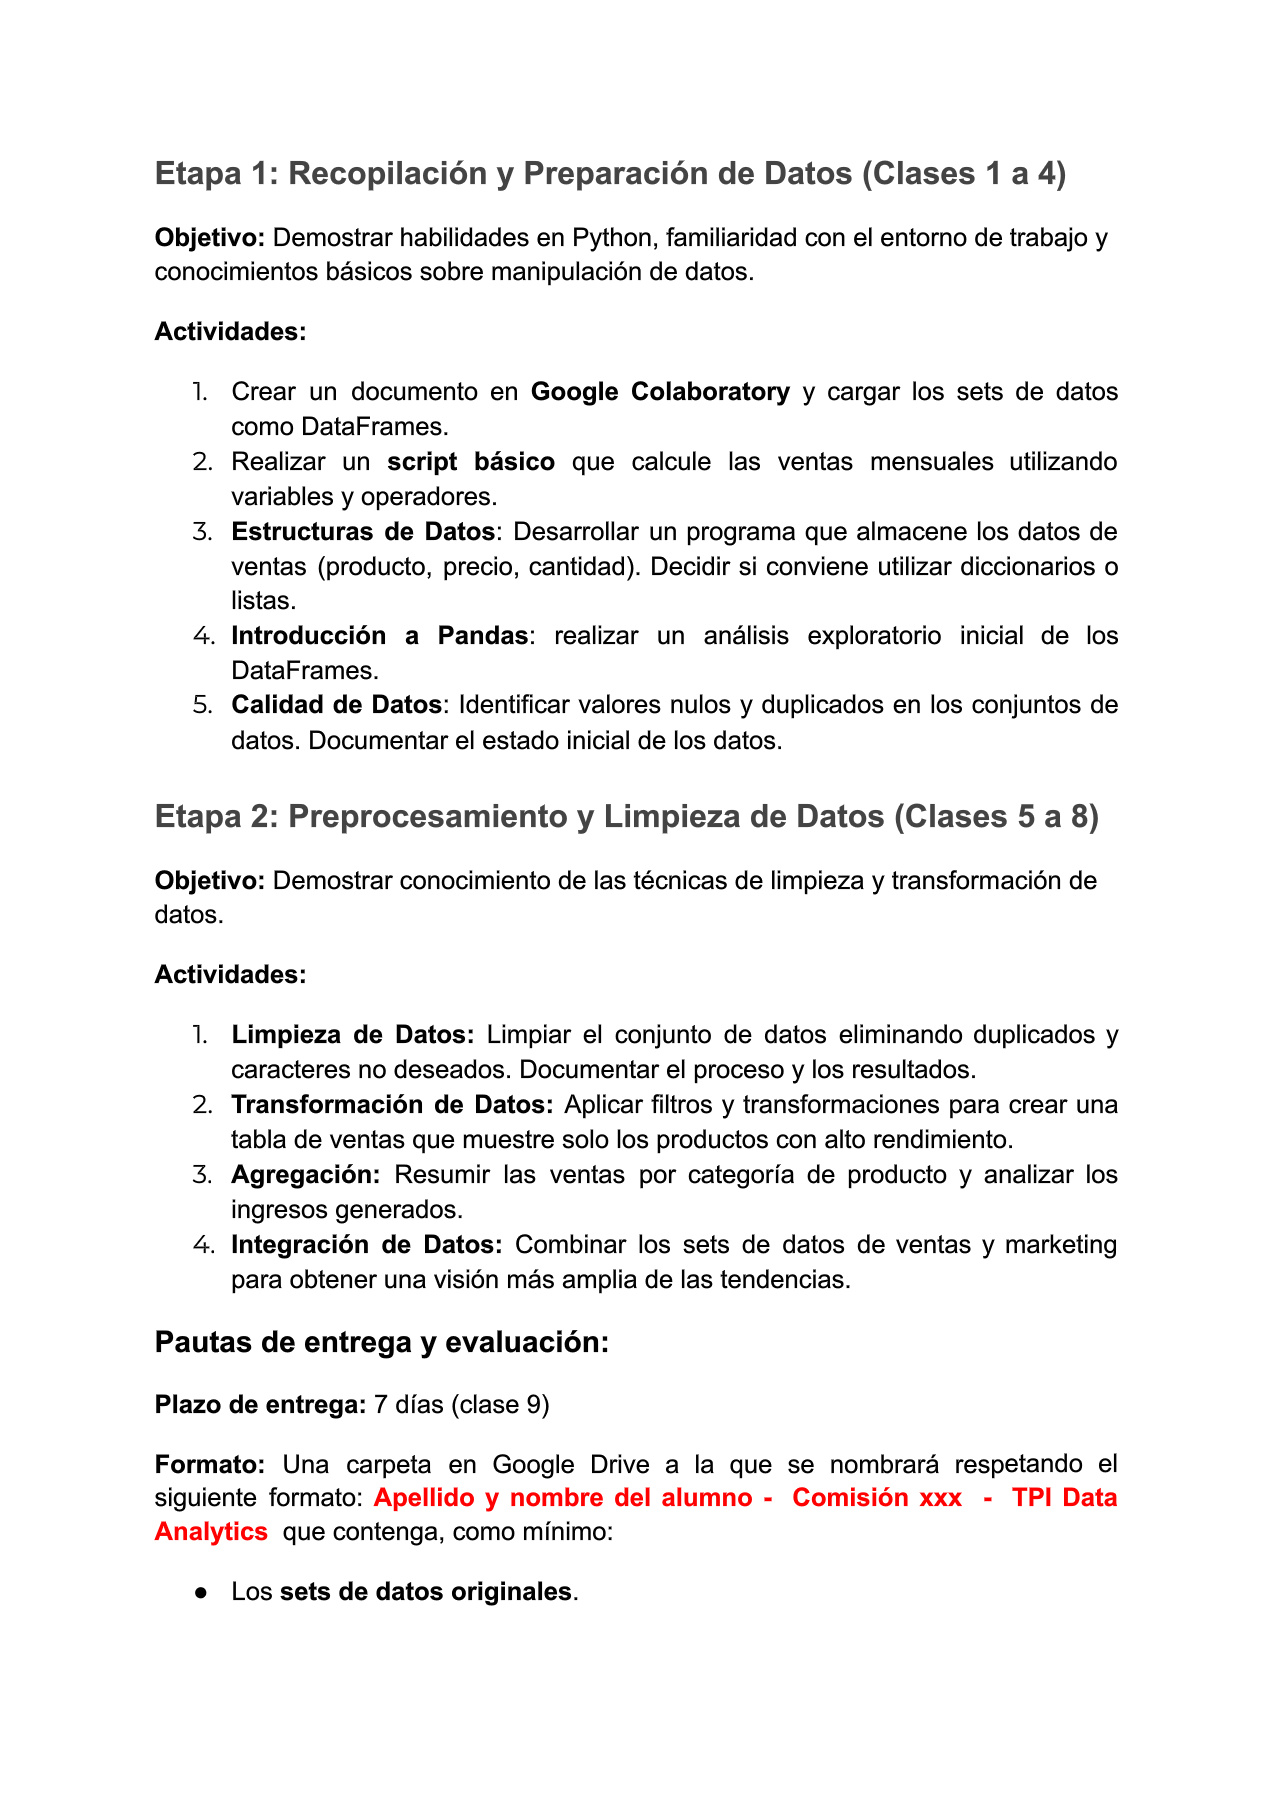 Etapa 1: Recopilación y Preparación de Datos (Clases 1 a 4)
Objetivo: Demostrar habilidades en Python, familiaridad con el entorno de trabajo y
conocimientos básicos sobre manipulación de datos.
Actividades:
1. Crear un documento en Google Colaboratory y cargar los sets de datos
como DataFrames.
2. Realizar un script básico que calcule las ventas mensuales utilizando
variables y operadores.
3. Estructuras de Datos: Desarrollar un programa que almacene los datos de
ventas (producto, precio, cantidad). Decidir si conviene utilizar diccionarios o
listas.
4. Introducción a Pandas: realizar un análisis exploratorio inicial de los
DataFrames.
5. Calidad de Datos: Identificar valores nulos y duplicados en los conjuntos de
datos. Documentar el estado inicial de los datos.
Etapa 2: Preprocesamiento y Limpieza de Datos (Clases 5 a 8)
Objetivo: Demostrar conocimiento de las técnicas de limpieza y transformación de
datos.
Actividades:
1. Limpieza de Datos: Limpiar el conjunto de datos eliminando duplicados y
caracteres no deseados. Documentar el proceso y los resultados.
2. Transformación de Datos: Aplicar filtros y transformaciones para crear una
tabla de ventas que muestre solo los productos con alto rendimiento.
3. Agregación: Resumir las ventas por categoría de producto y analizar los
ingresos generados.
4. Integración de Datos: Combinar los sets de datos de ventas y marketing
para obtener una visión más amplia de las tendencias.
Pautas de entrega y evaluación:
Plazo de entrega: 7 días (clase 9)
Formato: Una carpeta en Google Drive a la que se nombrará respetando el
siguiente formato: Apellido y nombre del alumno - Comisión xxx - TPI Data
Analytics que contenga, como mínimo:
● Los sets de datos originales.